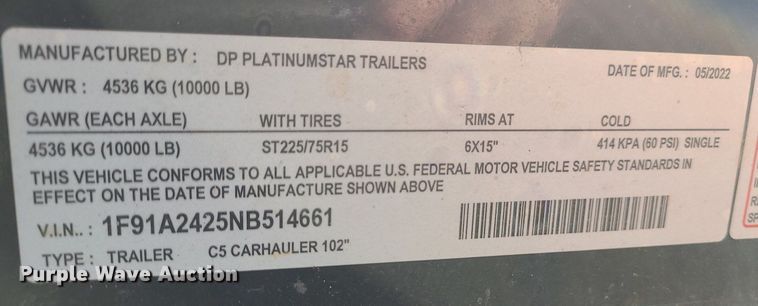 MANUFACTURED BY: DP PLATINUMSTAR TRAILERS DATE OF MFG.: 05/2022
GVWR: 4536 KG (10000 LB)
GAWR (EACH AXLE) WITH TIRES RIMS AT COLD
4536 KG (10000 LB) ST225/75R15 6X15" 414 KPA (60 PSI) SINGLE
THIS VEHICLE CONFORMS TO ALL APPLICABLE U.S. FEDERAL MOTOR VEHICLE SAFETY STANDARDS IN
EFFECT ON THE DATE OF MANUFACTURE SHOWN ABOVE
V.I.N..: 1F91A2425NB514661
TYPE: TRAILER C5 CARHAULER 102"
Purple Wave Auction